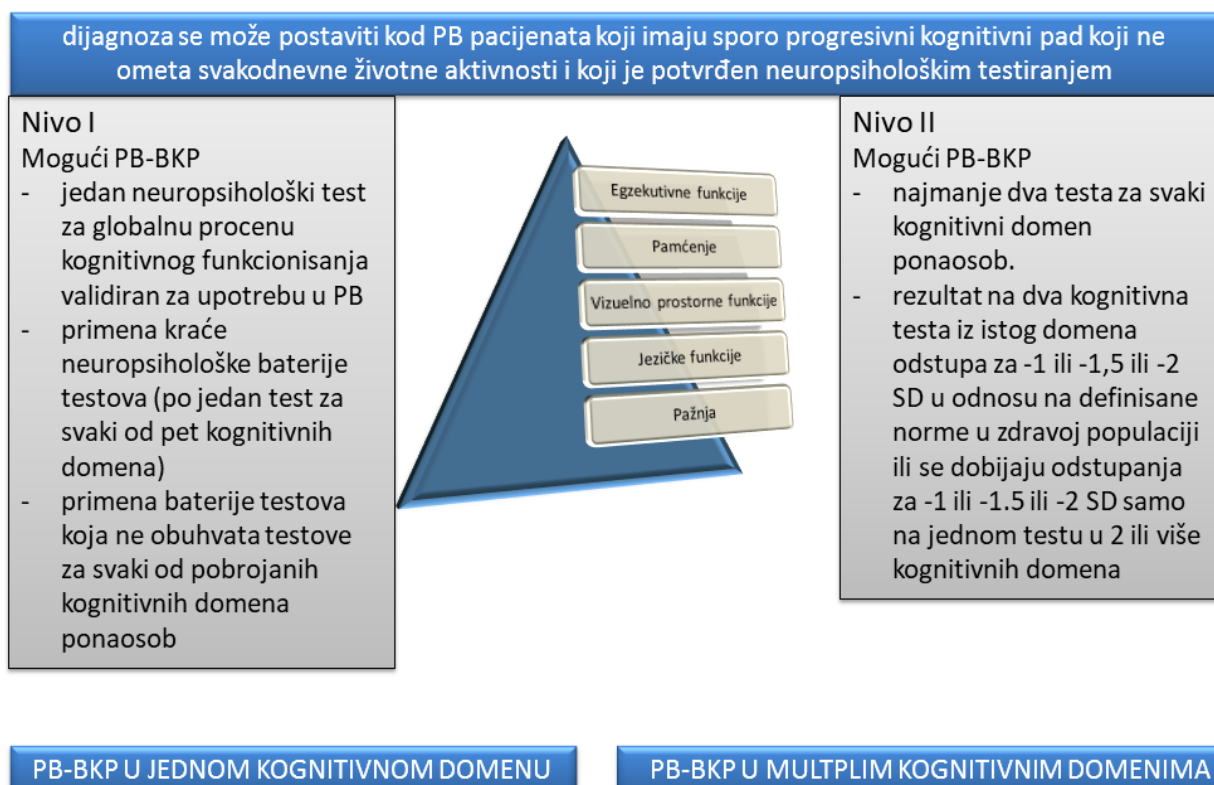 dijagnoza se može postaviti kod PB pacijenata koji imaju sporo progresivni kognitivni pad koji ne
ometa svakodnevne životne aktivnosti i koji je potvrđen neuropsihološkim testiranjem
Nivo I
Mogući PB-BKP
- jedan neuropsihološki test
za globalnu procenu
kognitivnog funkcionisanja
validiran za upotrebu u PB
- primena kraće
neuropsihološke baterije
testova (po jedan test za
svaki od pet kognitivnih
domena)
- primena baterije testova
koja ne obuhvata testove
za svaki od pobrojanih
kognitivnih domena
ponaosob
Egzekutivne funkcije
Pamćenje
Vizuelno prostorne funkcije
Jezičke funkcije
Pažnja
Nivo II
Mogući PB-BKP
- najmanje dva testa za svaki
kognitivni domen
ponaosob.
- rezultat na dva kognitivna
testa iz istog domena
odstupa za -1 ili -1,5 ili -2
SD u odnosu na definisane
norme u zdravoj populaciji
ili se dobijaju odstupanja
za -1 ili -1.5 ili -2 SD samo
na jednom testu u 2 ili više
kognitivnih domena
PB-BKP U JEDNOM KOGNITIVNOM DOMENU
PB-BKP U MULTPLIM KOGNITIVNIM DOMENIMA